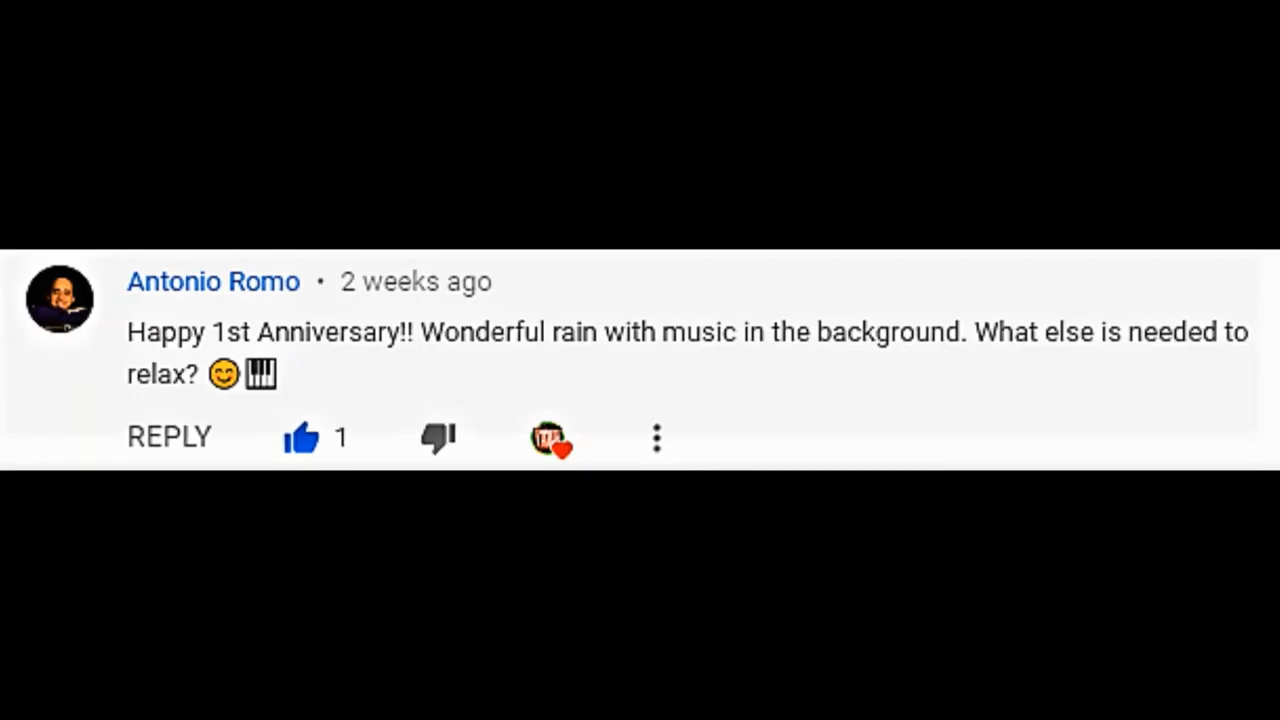 Antonio Romo • 2 weeks ago
Happy 1st Anniversary!! Wonderful rain with music in the background. What else is needed to
relax? 😊🎹
REPLY 1